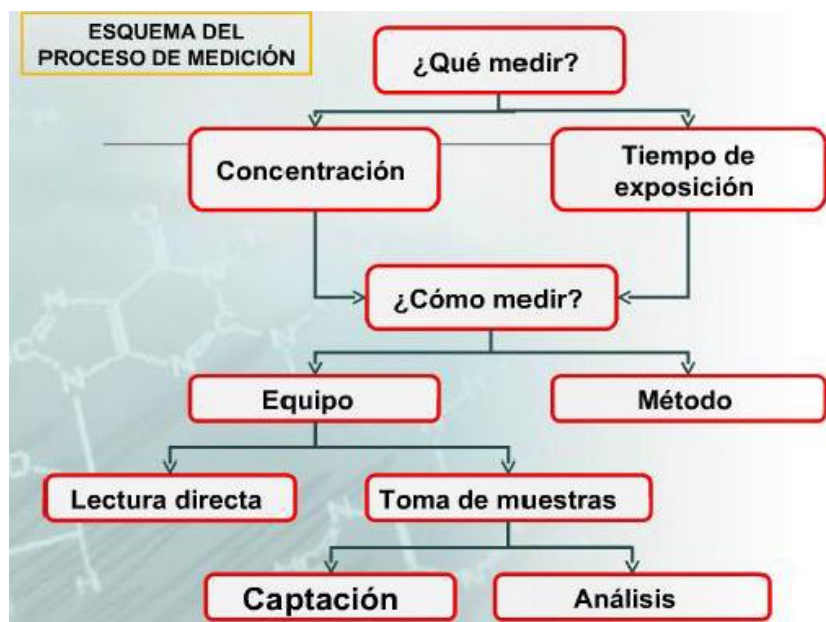 ESQUEMA DEL
PROCESO DE MEDICIÓN
¿Qué medir?
Concentración
Tiempo de
exposición
¿Cómo medir?
Equipo
Método
Lectura directa
Toma de muestras
Captación
Análisis